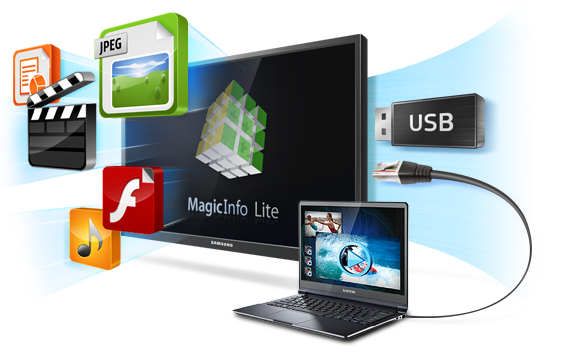 JPEG
USB
MagicInfo Lite
SAMSUNG
SAMSUNG